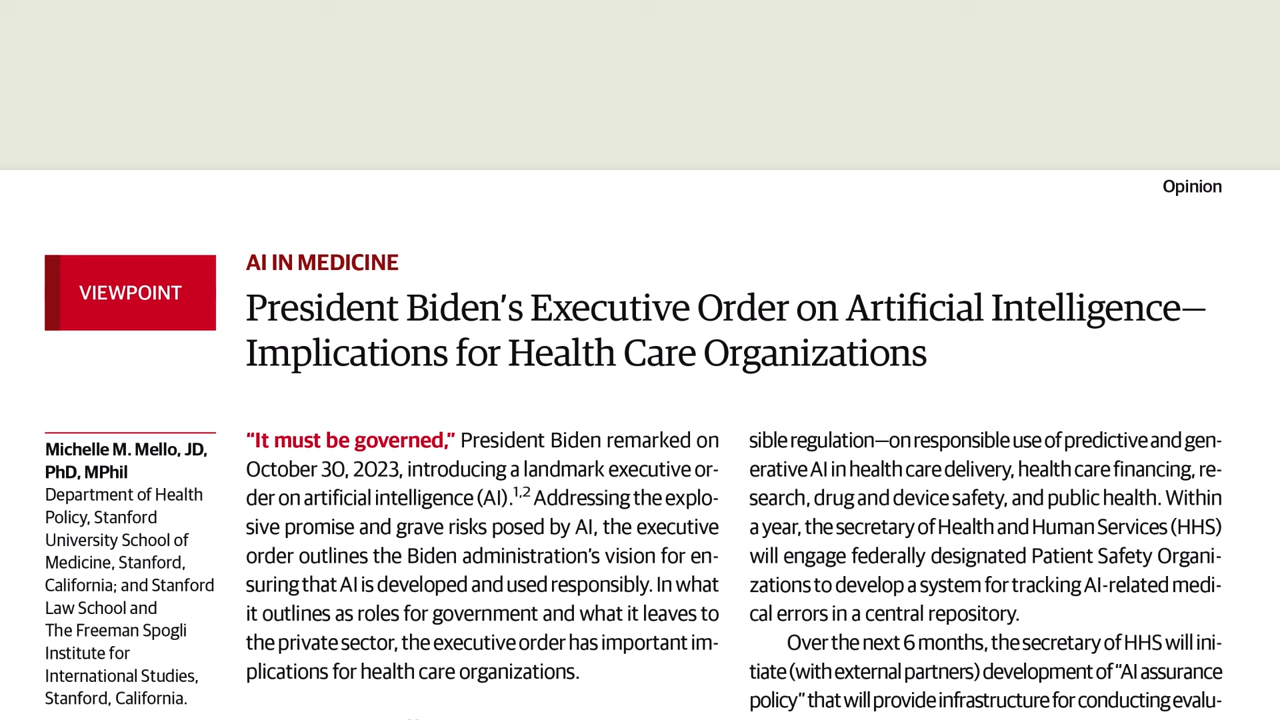 Opinion
VIEWPOINT
AI IN MEDICINE
President Biden’s Executive Order on Artificial Intelligence—
Implications for Health Care Organizations
Michelle M. Mello, JD,
PhD, MPhil
Department of Health
Policy, Stanford
University School of
Medicine, Stanford,
California; and Stanford
Law School and
The Freeman Spogli
Institute for
International Studies,
Stanford, California.
“It must be governed,” President Biden remarked on
October 30, 2023, introducing a landmark executive or-
der on artificial intelligence (AI).1,2 Addressing the explo-
sive promise and grave risks posed by AI, the executive
order outlines the Biden administration’s vision for en-
suring that AI is developed and used responsibly. In what
it outlines as roles for government and what it leaves to
the private sector, the executive order has important im-
plications for health care organizations.
sible regulation—on responsible use of predictive and gen-
erative AI in health care delivery, health care financing, re-
search, drug and device safety, and public health. Within
a year, the secretary of Health and Human Services (HHS)
will engage federally designated Patient Safety Organi-
zations to develop a system for tracking AI-related medi-
cal errors in a central repository.
Over the next 6 months, the secretary of HHS will ini-
tiate (with external partners) development of “AI assurance
policy” that will provide infrastructure for conducting evalu-